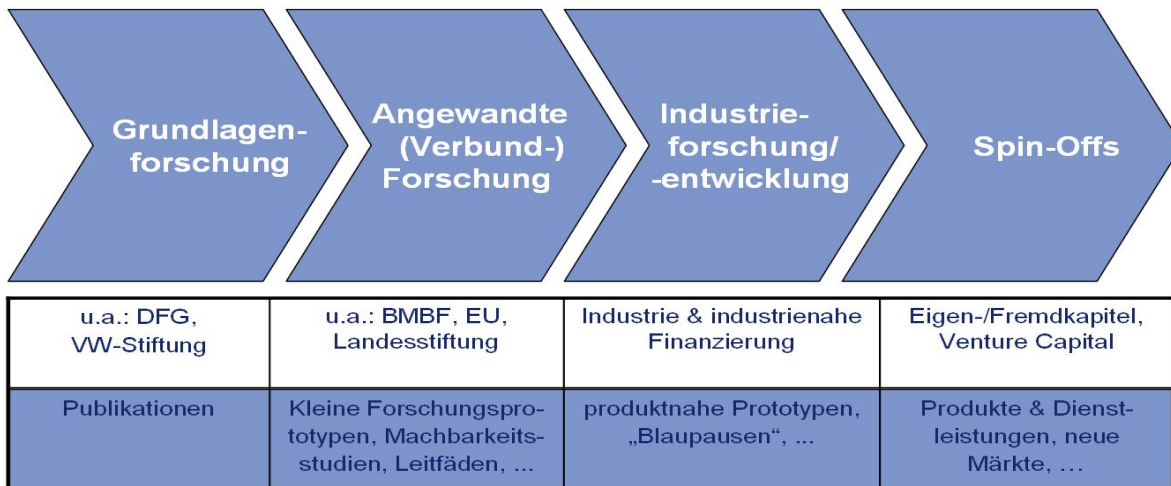 Grundlagen-
forschung
Angewandte
(Verbund-)
Forschung
Industrie-
forschung/
-entwicklung
Spin-Offs
u.a.: DFG,
VW-Stiftung
u.a.: BMBF, EU,
Landesstiftung
Industrie & industrienahe
Finanzierung
Eigen-/Fremdkapitel,
Venture Capital
Publikationen
Kleine Forschungspro-
totypen, Machbarkeits-
studien, Leitfäden, ...
produktnahe Prototypen,
„Blaupausen“, ...
Produkte & Dienst-
leistungen, neue
Märkte, ...